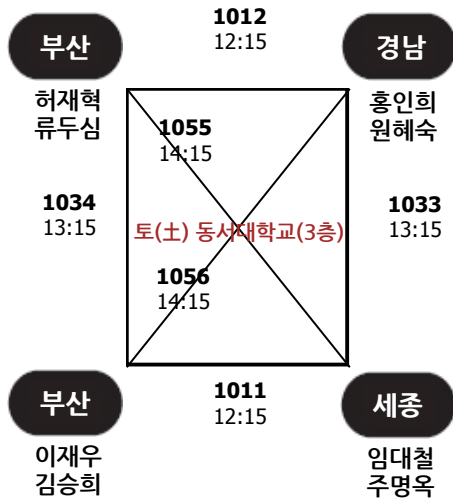 1012
12:15
부산
경남
허재혁
류두심
홍인희
원혜숙
1055
14:15
1034
13:15
1033
13:15
토(土) 동서대학교(3층)
1056
14:15
부산
1011
12:15
세종
이재우
김승희
임대철
주명옥